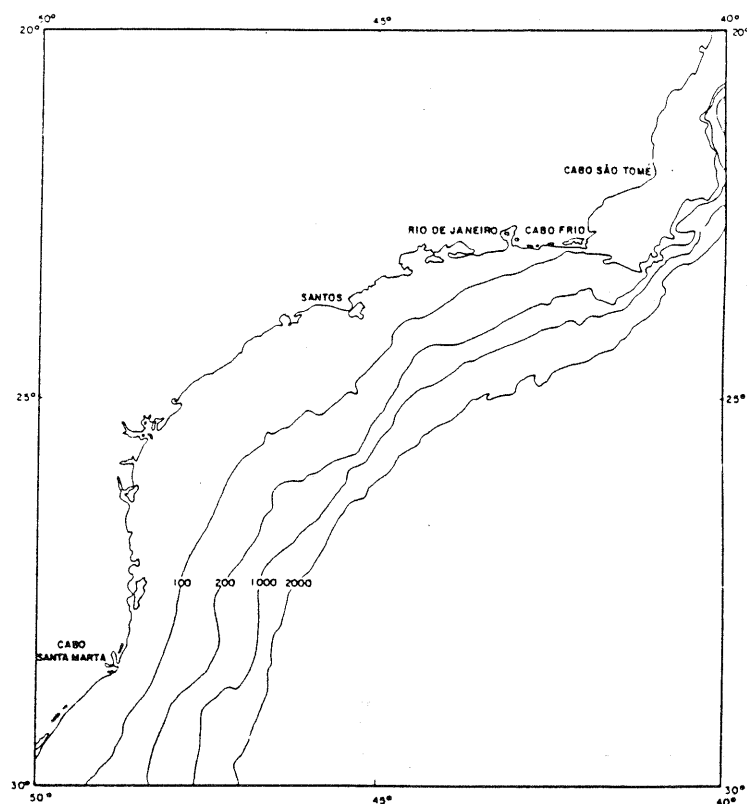 50° 45° 40°
20° 20°
CABO SÃO TOMÉ
RIO DE JANEIRO CABO FRIO
SANTOS
25° 25°
100 200 1000 2000
CABO
SANTA MARTA
30° 30°
50° 45° 40°